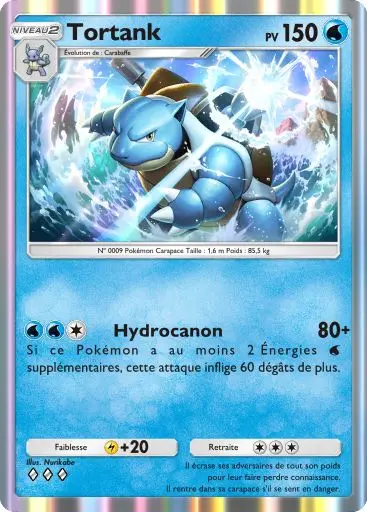 NIVEAU 2
Tortank
PV 150
Évolution de : Carabaffe
N° 0009 Pokémon Carapace Taille : 1,6 m Poids : 85,5 kg
Hydrocanon 80+
Si ce Pokémon a au moins 2 Énergies
supplémentaires, cette attaque inflige 60 dégâts de plus.
Faiblesse +20 Retraite
Illus. Nurikabe
Il écrase ses adversaires de tout son poids
pour leur faire perdre connaissance.
Il rentre dans sa carapace s'il se sent en danger.